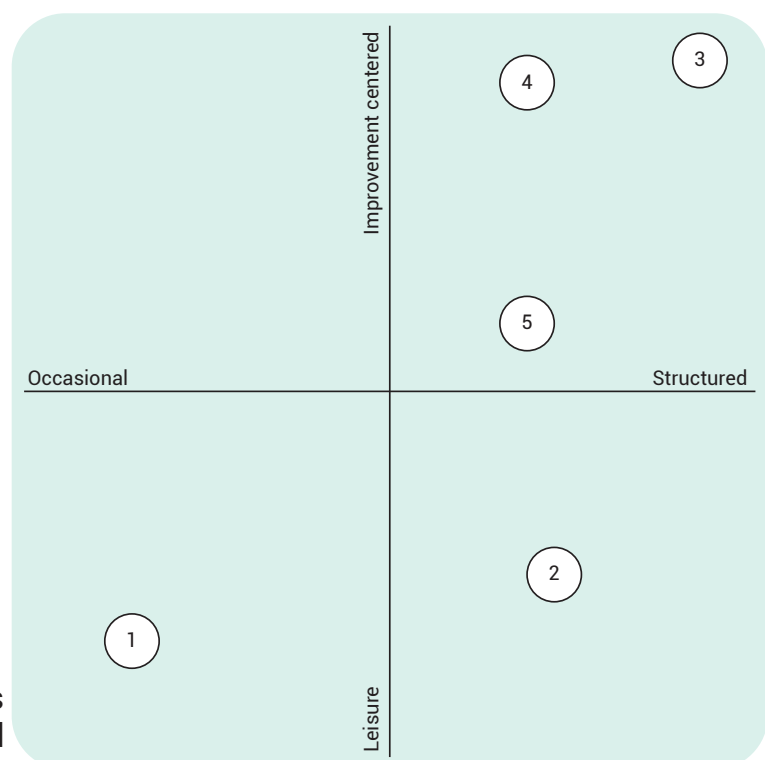 Improvement centered
3
4
5
Occasional
Structured
2
1
Leisure
s